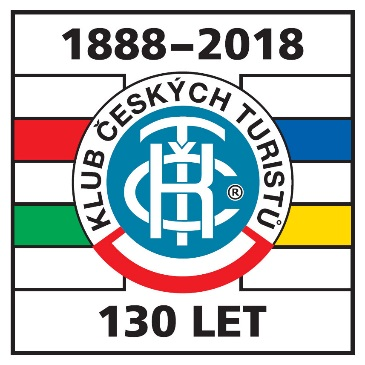 1888–2018
KLUB ČESKÝCH TURISTŮ
KČT
®
130 LET